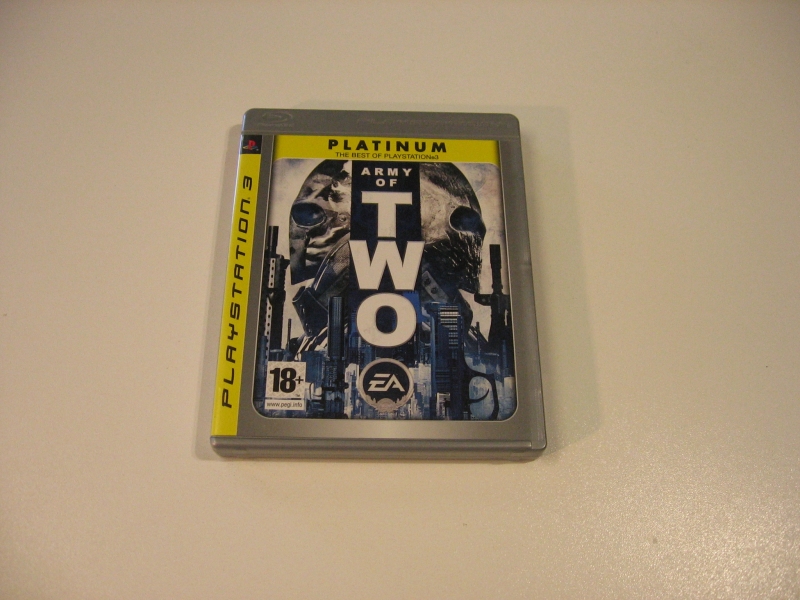 PLATINUM
THE BEST OF PLAYSTATION®3
PLAYSTATION 3
ARMY
OF
TWO
18+
www.pegi.info
EA